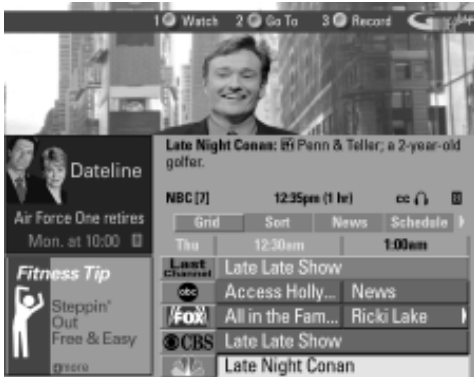 1 Watch 2 Go To 3 Record
Late Night Conan: Penn & Teller; a 2-year-old
golfer.
NBC [7] 12:35pm (1 hr) cc
Dateline
Air Force One retires
Mon. at 10:00
Grid Sort News Schedule
Thu 12:30am 1:00am
Last
Channel
Late Late Show
abc Access Holly... News
FOX All in the Fam... Ricki Lake
CBS Late Late Show
Late Night Conan
Fitness Tip
Steppin'
Out
Free & Easy
more